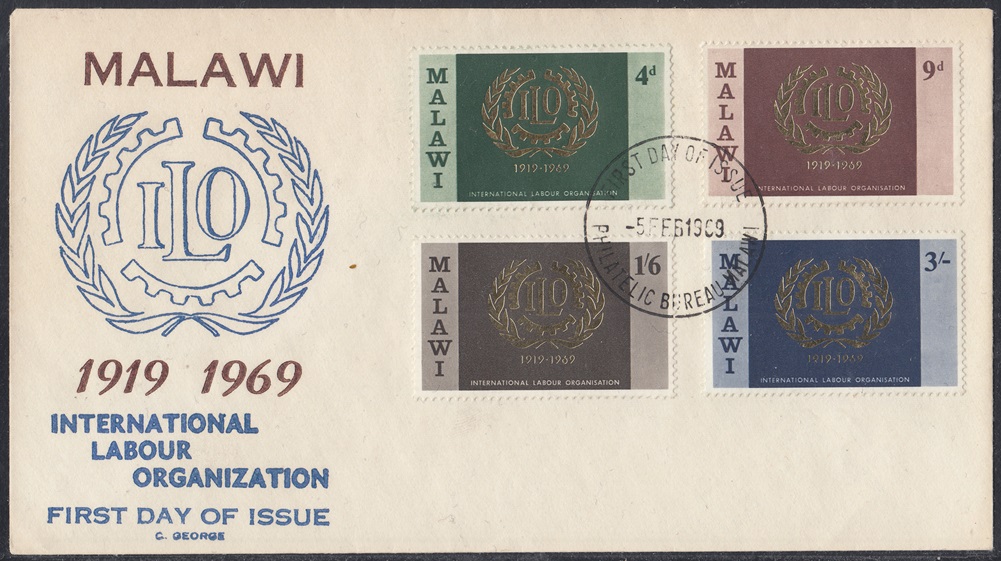 MALAWI
ILO
1919 1969
INTERNATIONAL
LABOUR
ORGANIZATION
FIRST DAY OF ISSUE
C. GEORGE
MALAWI
4d
ILO
1919-1969
INTERNATIONAL LABOUR ORGANISATION
MALAWI
9d
ILO
1919-1969
INTERNATIONAL LABOUR ORGANISATION
FIRST DAY OF ISSUE
-5FEB1969
PHILATELIC BUREAU MALAWI
MALAWI
1/6
ILO
1919-1969
INTERNATIONAL LABOUR ORGANISATION
MALAWI
3/-
ILO
1919-1969
INTERNATIONAL LABOUR ORGANISATION